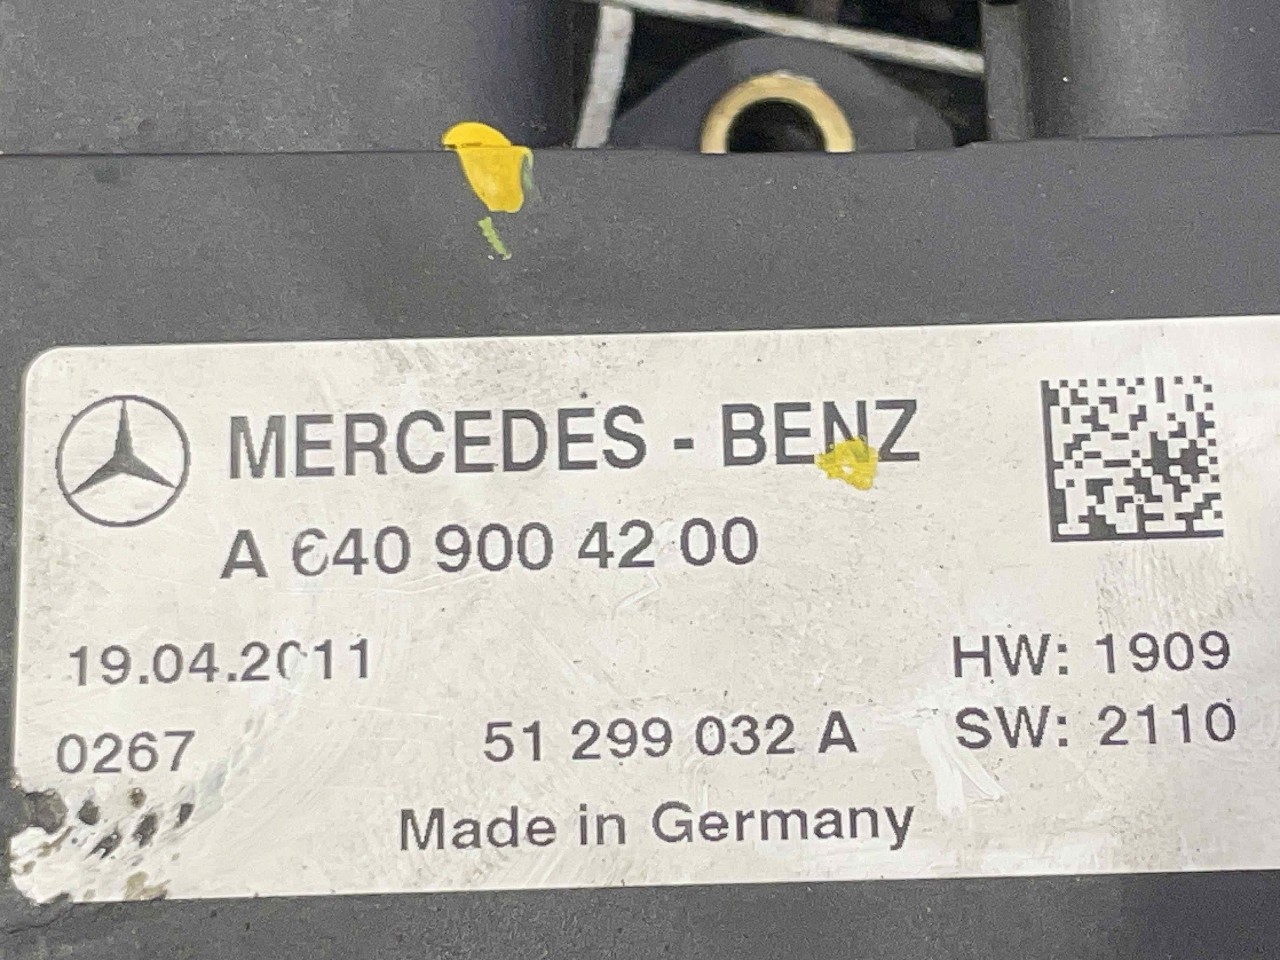 MERCEDES - BENZ
A 640 900 42 00
19.04.2011
HW: 1909
0267
51 299 032 A
SW: 2110
Made in Germany